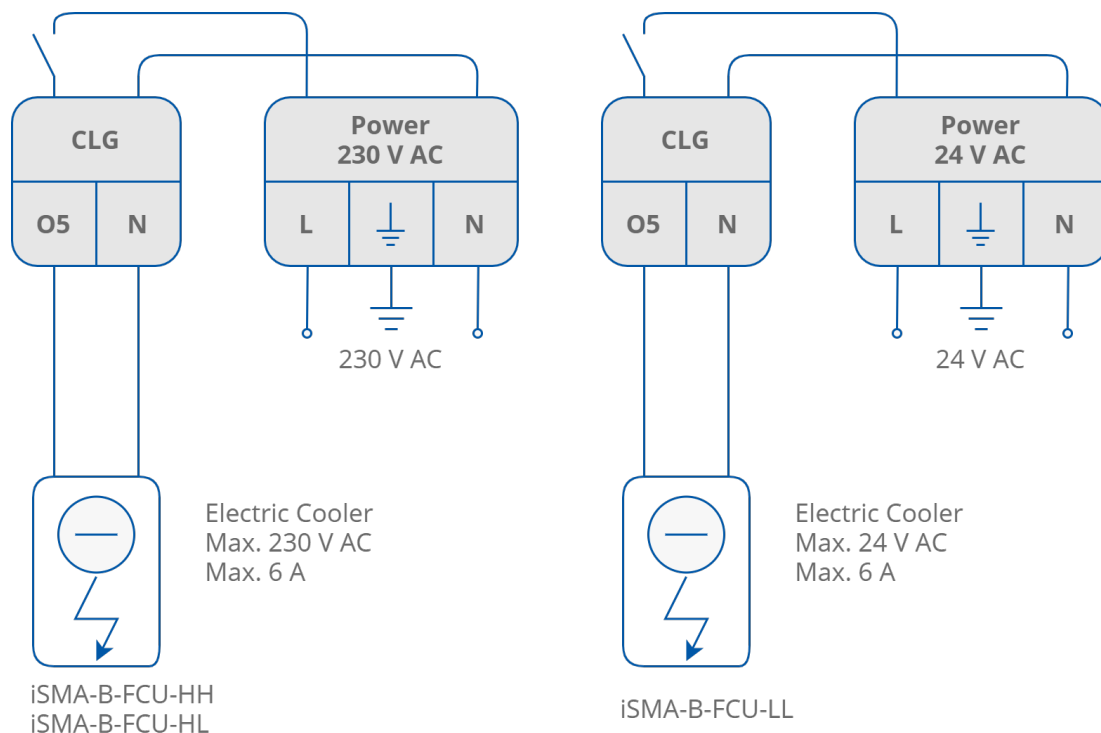 CLG
O5
N
Power
230 V AC
L
N
230 V AC
Electric Cooler
Max. 230 V AC
Max. 6 A
iSMA-B-FCU-HH
iSMA-B-FCU-HL
CLG
O5
N
Power
24 V AC
L
N
24 V AC
Electric Cooler
Max. 24 V AC
Max. 6 A
iSMA-B-FCU-LL